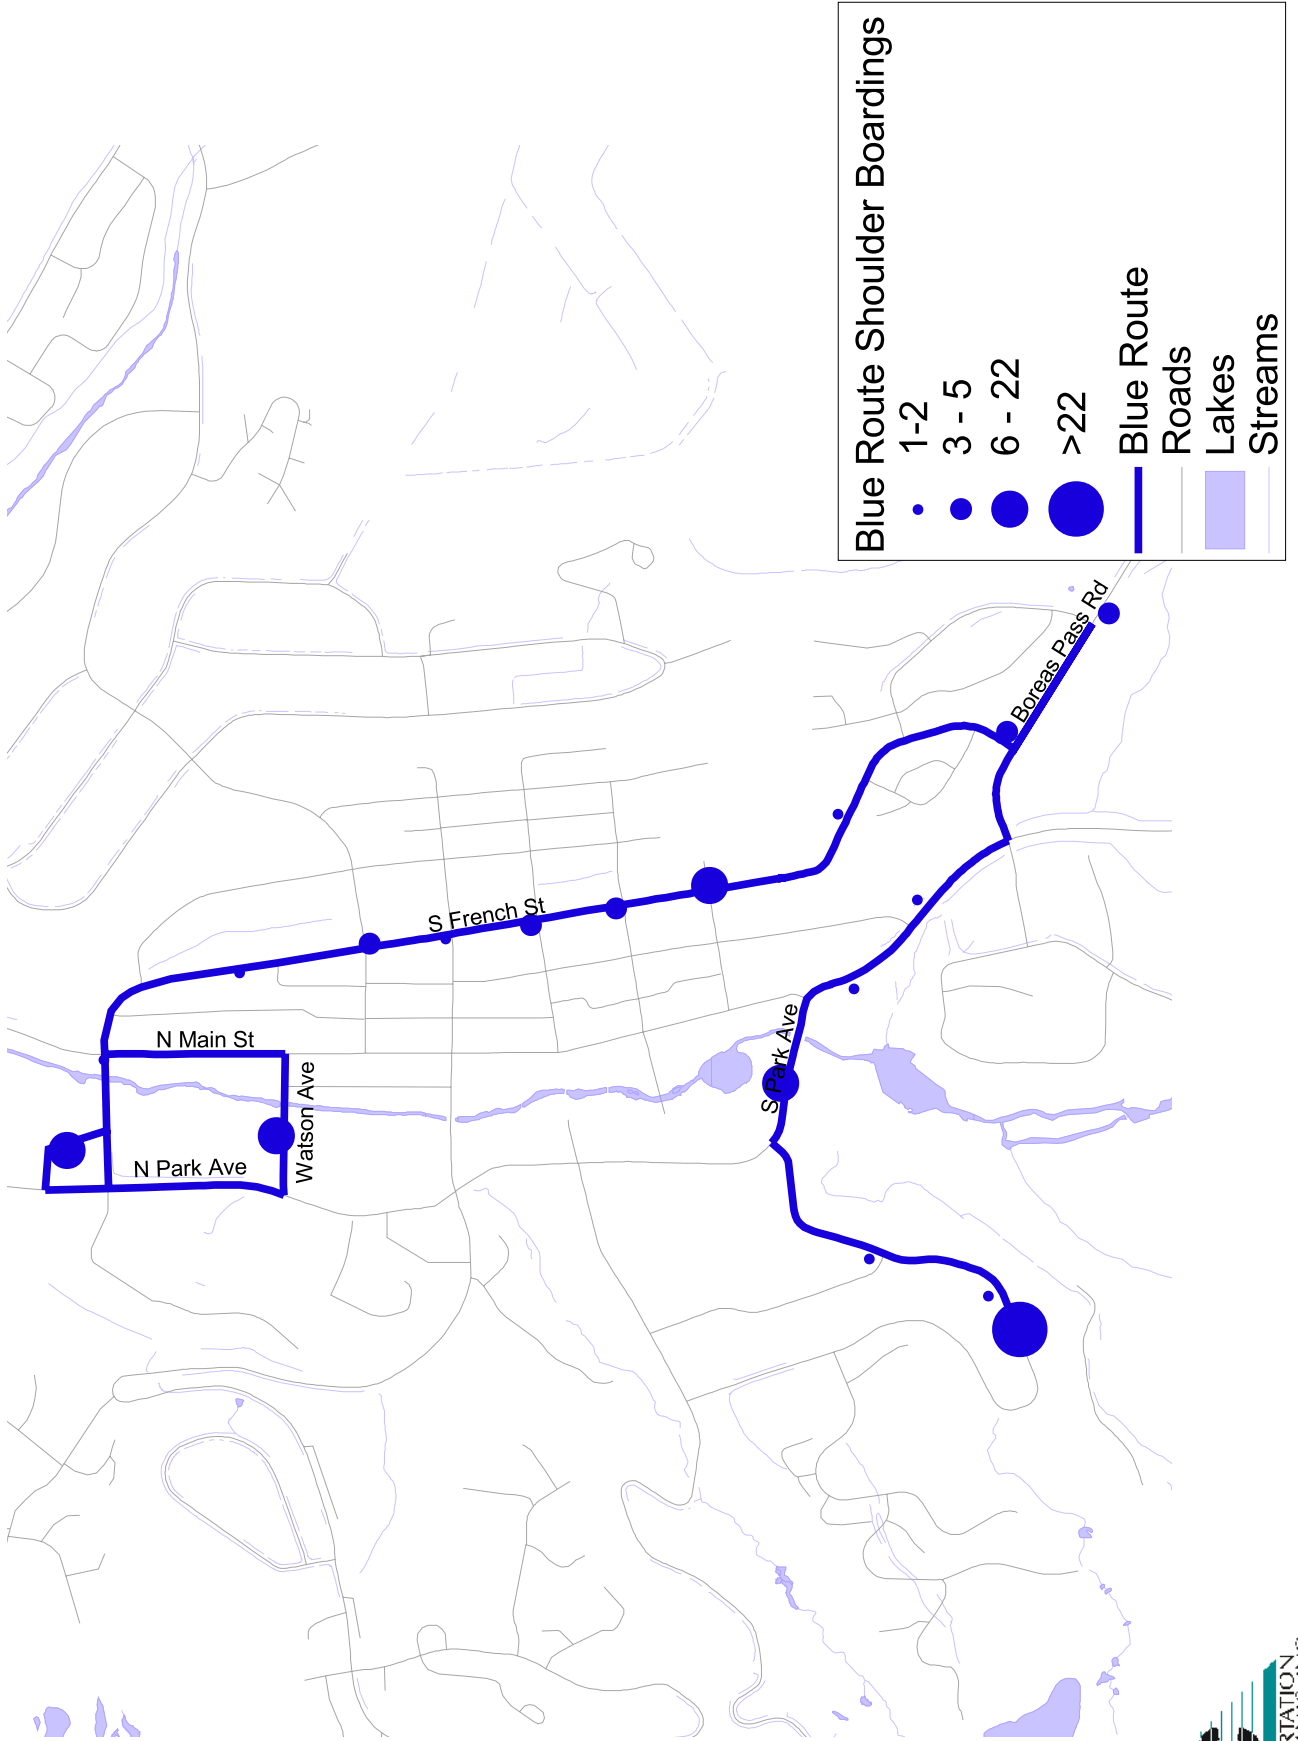 Blue Route Shoulder Boardings
1-2
3 - 5
6 - 22
>22
Blue Route
Roads
Lakes
Streams
Boreas Pass Rd
S French St
N Main St
Watson Ave
N Park Ave
S Park Ave